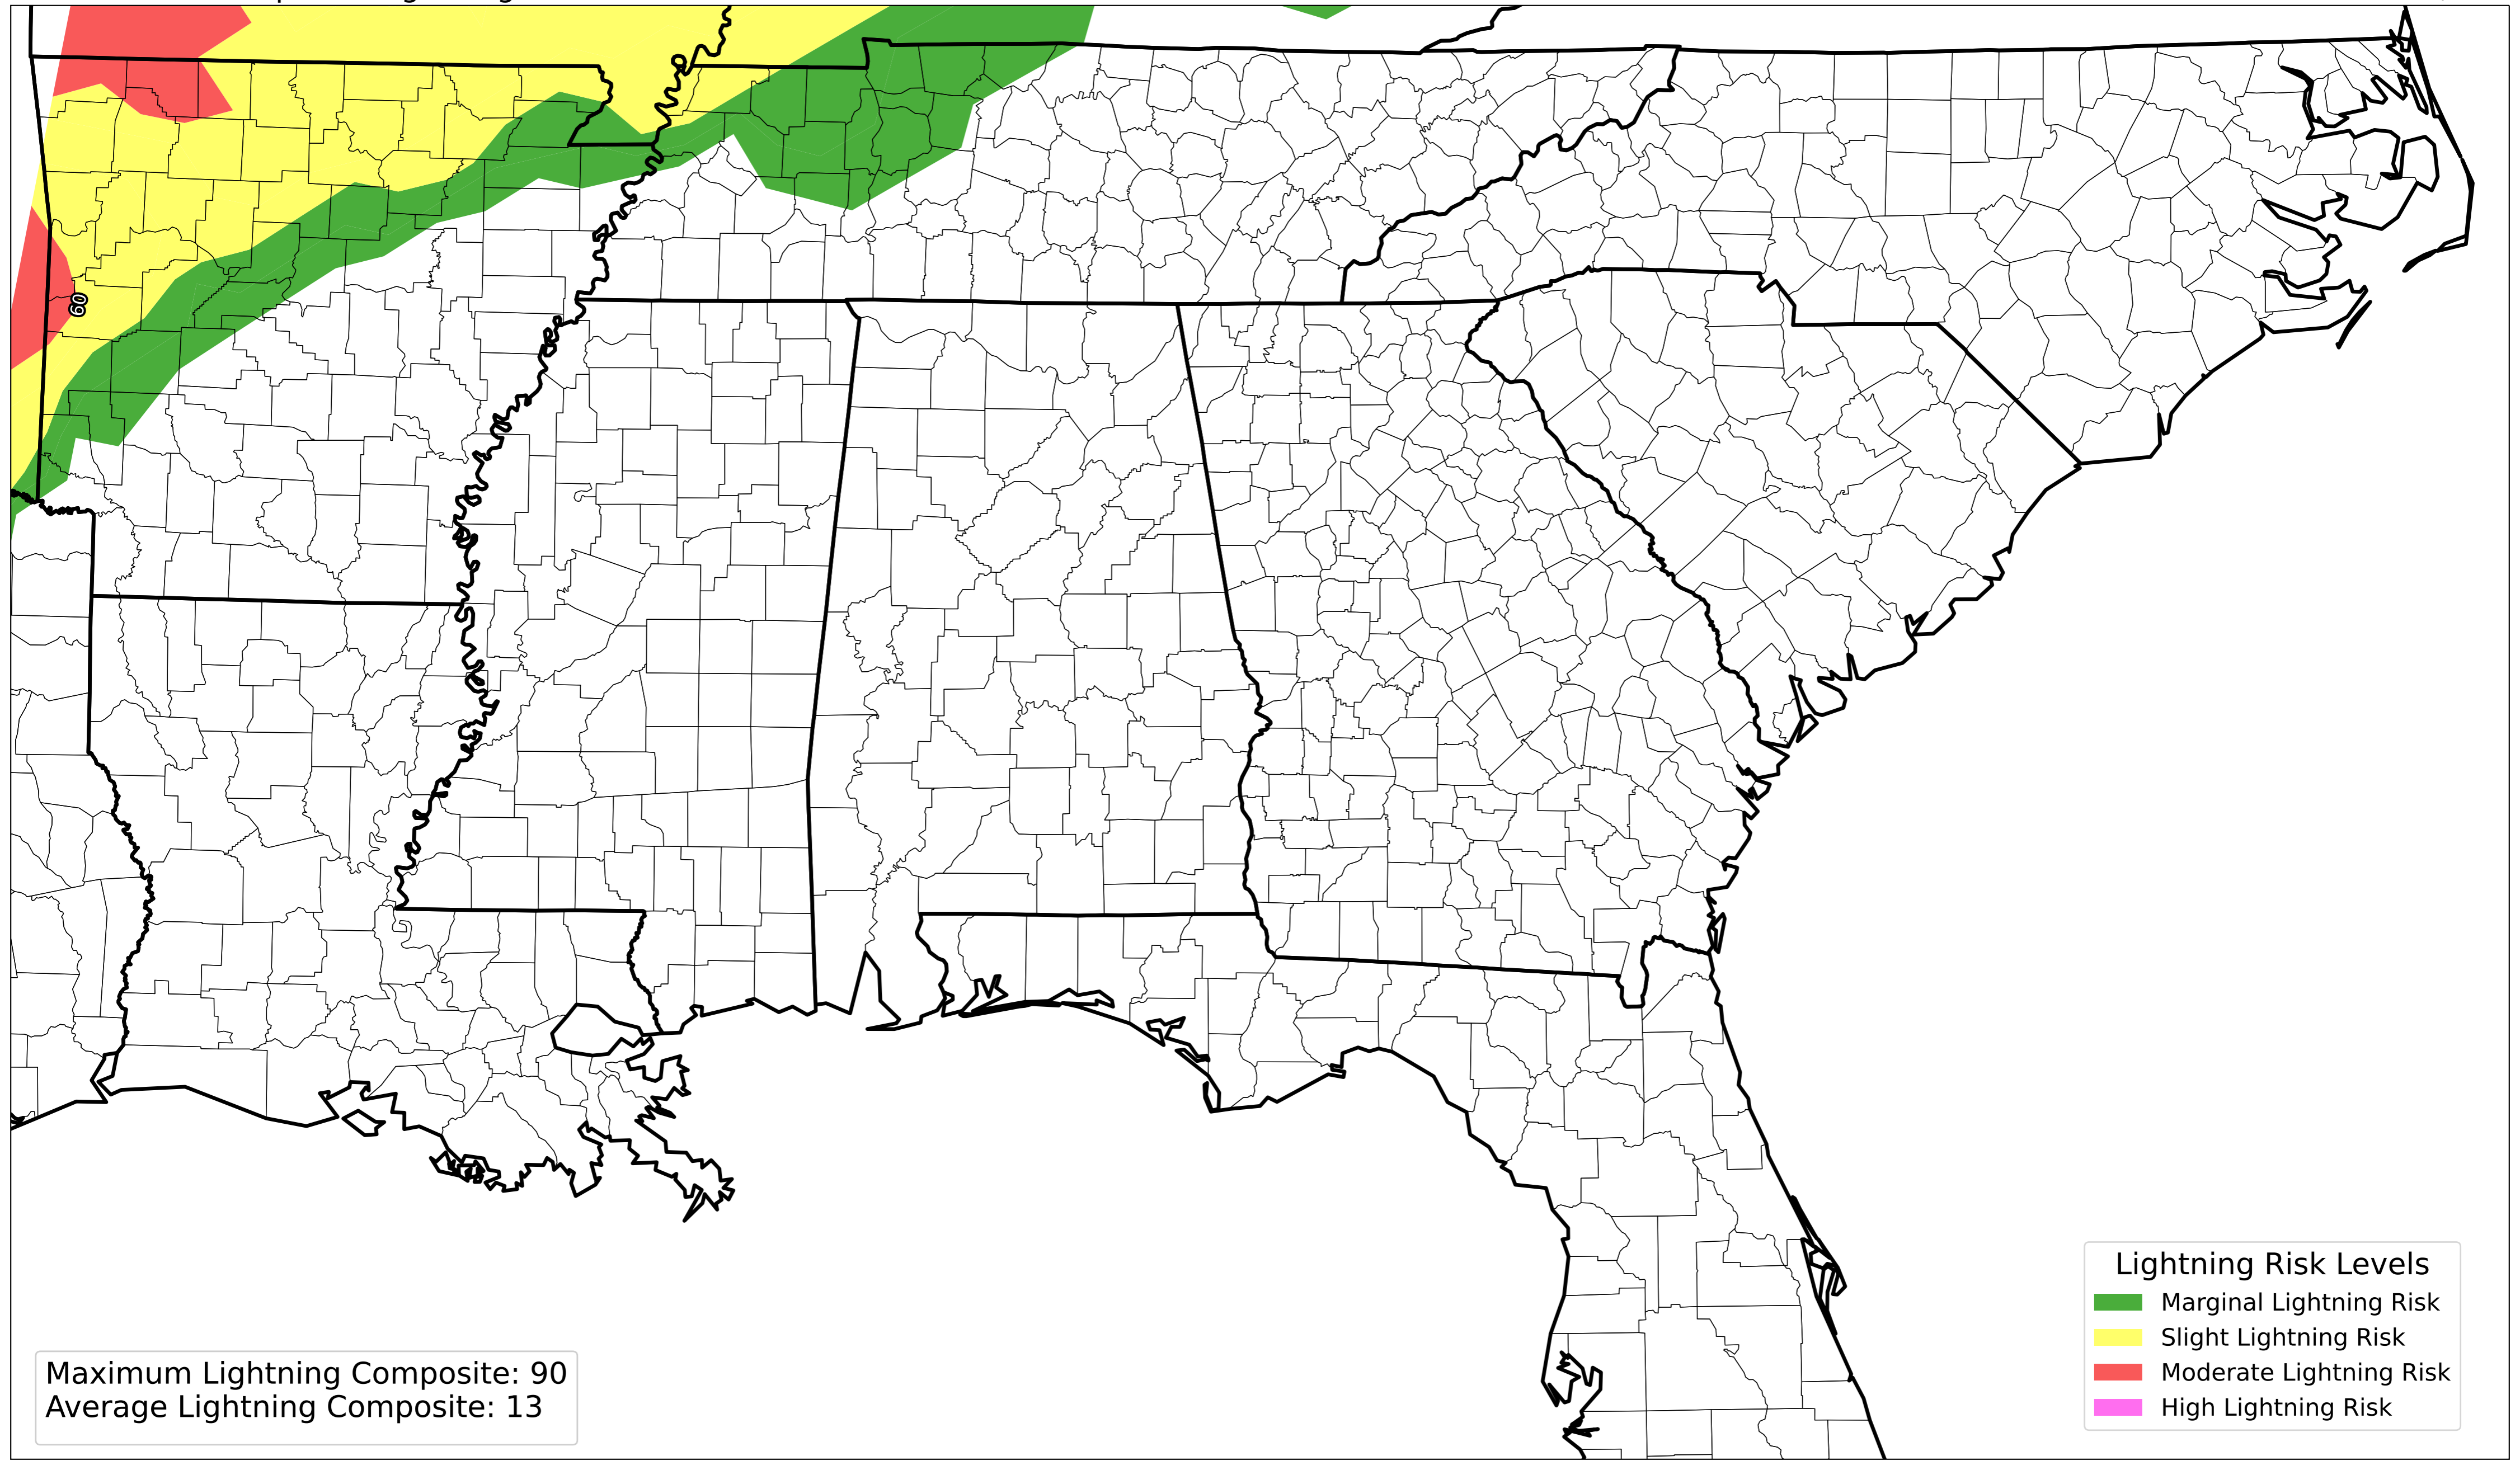 60
Lightning Risk Levels
Marginal Lightning Risk
Slight Lightning Risk
Moderate Lightning Risk
High Lightning Risk
Maximum Lightning Composite: 90
Average Lightning Composite: 13